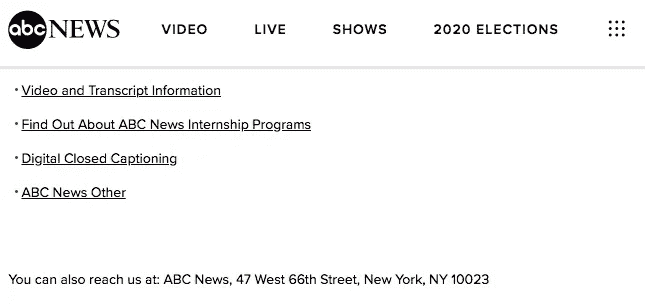 abc NEWS VIDEO LIVE SHOWS 2020 ELECTIONS
• Video and Transcript Information
• Find Out About ABC News Internship Programs
• Digital Closed Captioning
• ABC News Other
You can also reach us at: ABC News, 47 West 66th Street, New York, NY 10023